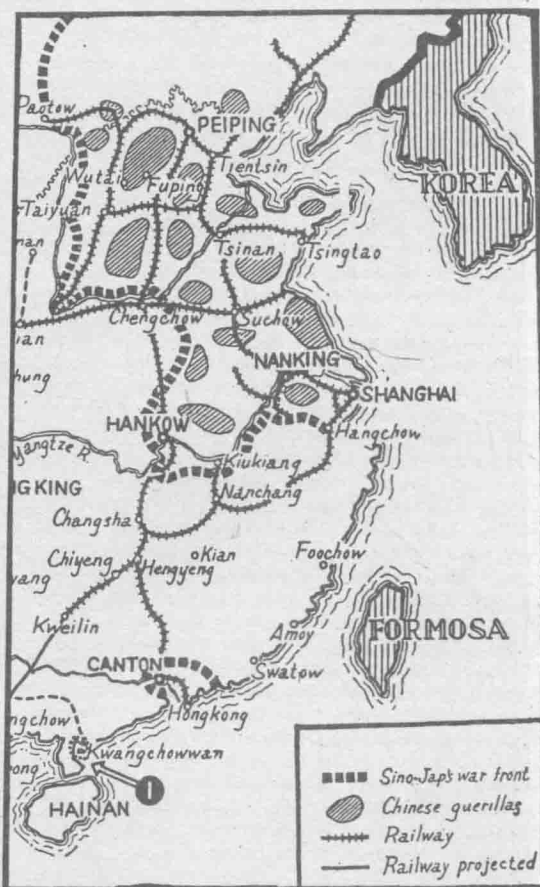 Paotow
PEIPING
Tientsin
Wutai
Fuping
KOREA
Taiyuan
Tsinan
Tsingtao
Chengchow
Suchow
NANKING
SHANGHAI
HANKOW
Hangchow
Yangtze R.
Kiukiang
Nanchang
Changsha
Kian
Foochow
Chiyeng
Hengyeng
Kweilin
Amoy
FORMOSA
CANTON
Swatow
Hongkong
Kwangchowwan
1
HAINAN
Sino-Jap's war front
Chinese guerillas
Railway
Railway projected